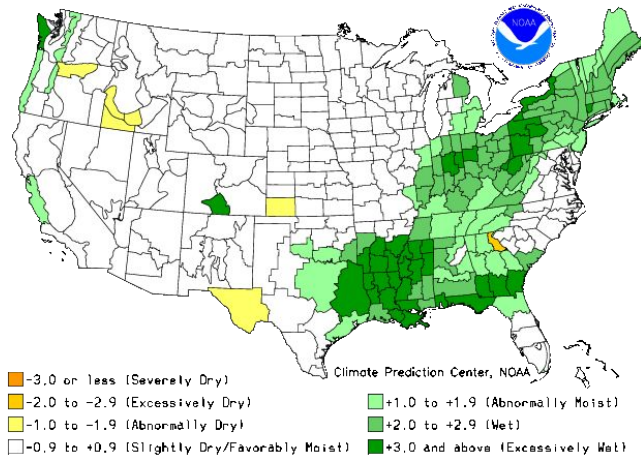 NOAA
Climate Prediction Center, NOAA
-3.0 or less (Severely Dry)
-2.0 to -2.9 (Excessively Dry)
-1.0 to -1.9 (Abnormally Dry)
-0.9 to +0.9 (Slightly Dry/Favorably Moist)
+1.0 to +1.9 (Abnormally Moist)
+2.0 to +2.9 (Wet)
+3.0 and above (Excessively Wet)